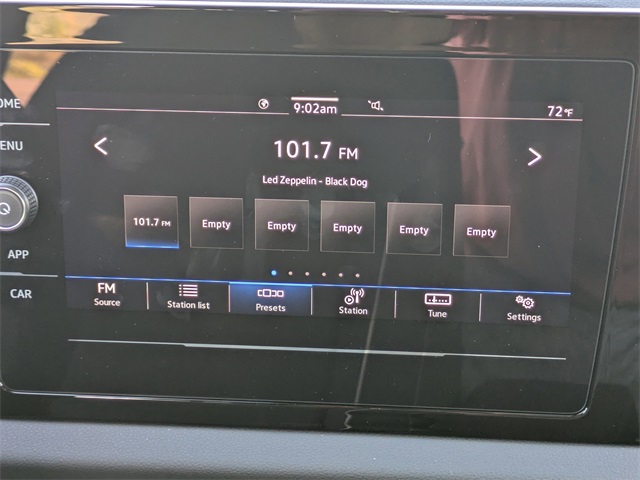 9:02am
72°F
101.7 FM
Led Zeppelin - Black Dog
101.7 FM Empty Empty Empty Empty Empty
FM Source Station list Presets Station Tune Settings
OME
ENU
APP
CAR